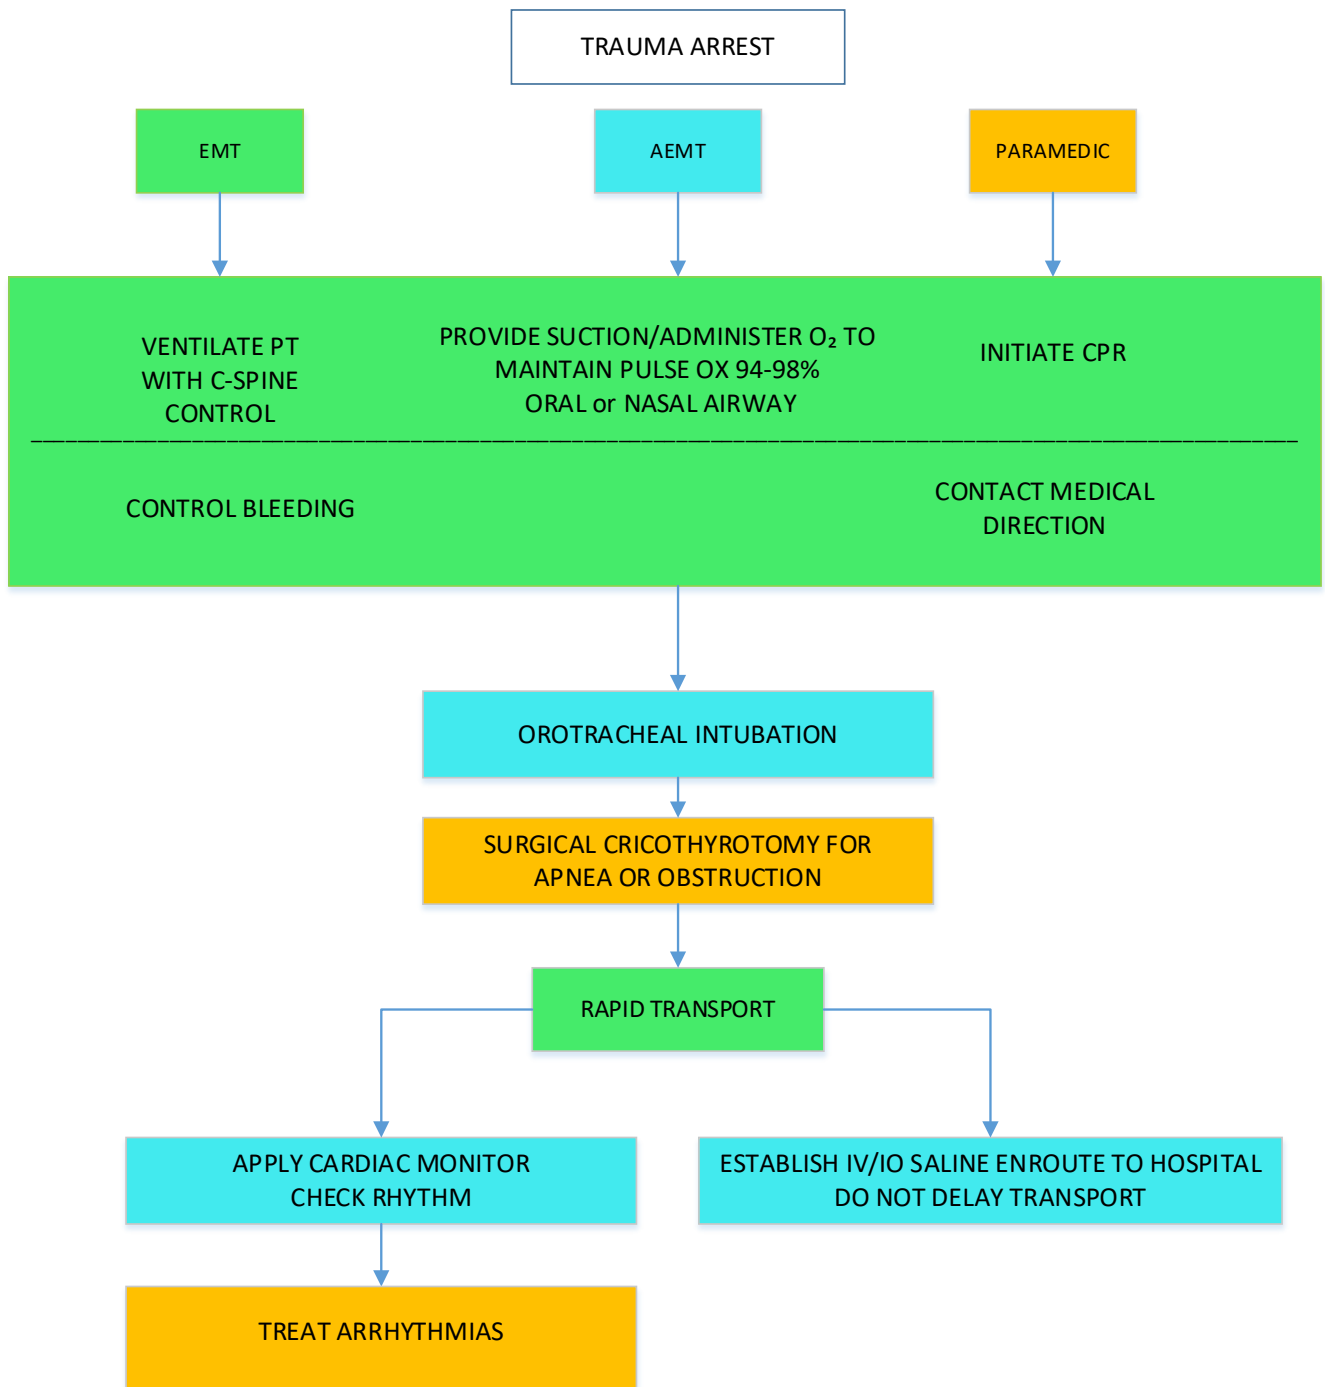 TRAUMA ARREST
EMT
AEMT
PARAMEDIC
VENTILATE PT
WITH C-SPINE
CONTROL
PROVIDE SUCTION/ADMINISTER O₂ TO
MAINTAIN PULSE OX 94-98%
ORAL or NASAL AIRWAY
INITIATE CPR
CONTROL BLEEDING
CONTACT MEDICAL
DIRECTION
OROTRACHEAL INTUBATION
SURGICAL CRICOTHYROTOMY FOR
APNEA OR OBSTRUCTION
RAPID TRANSPORT
APPLY CARDIAC MONITOR
CHECK RHYTHM
ESTABLISH IV/IO SALINE ENROUTE TO HOSPITAL
DO NOT DELAY TRANSPORT
TREAT ARRHYTHMIAS